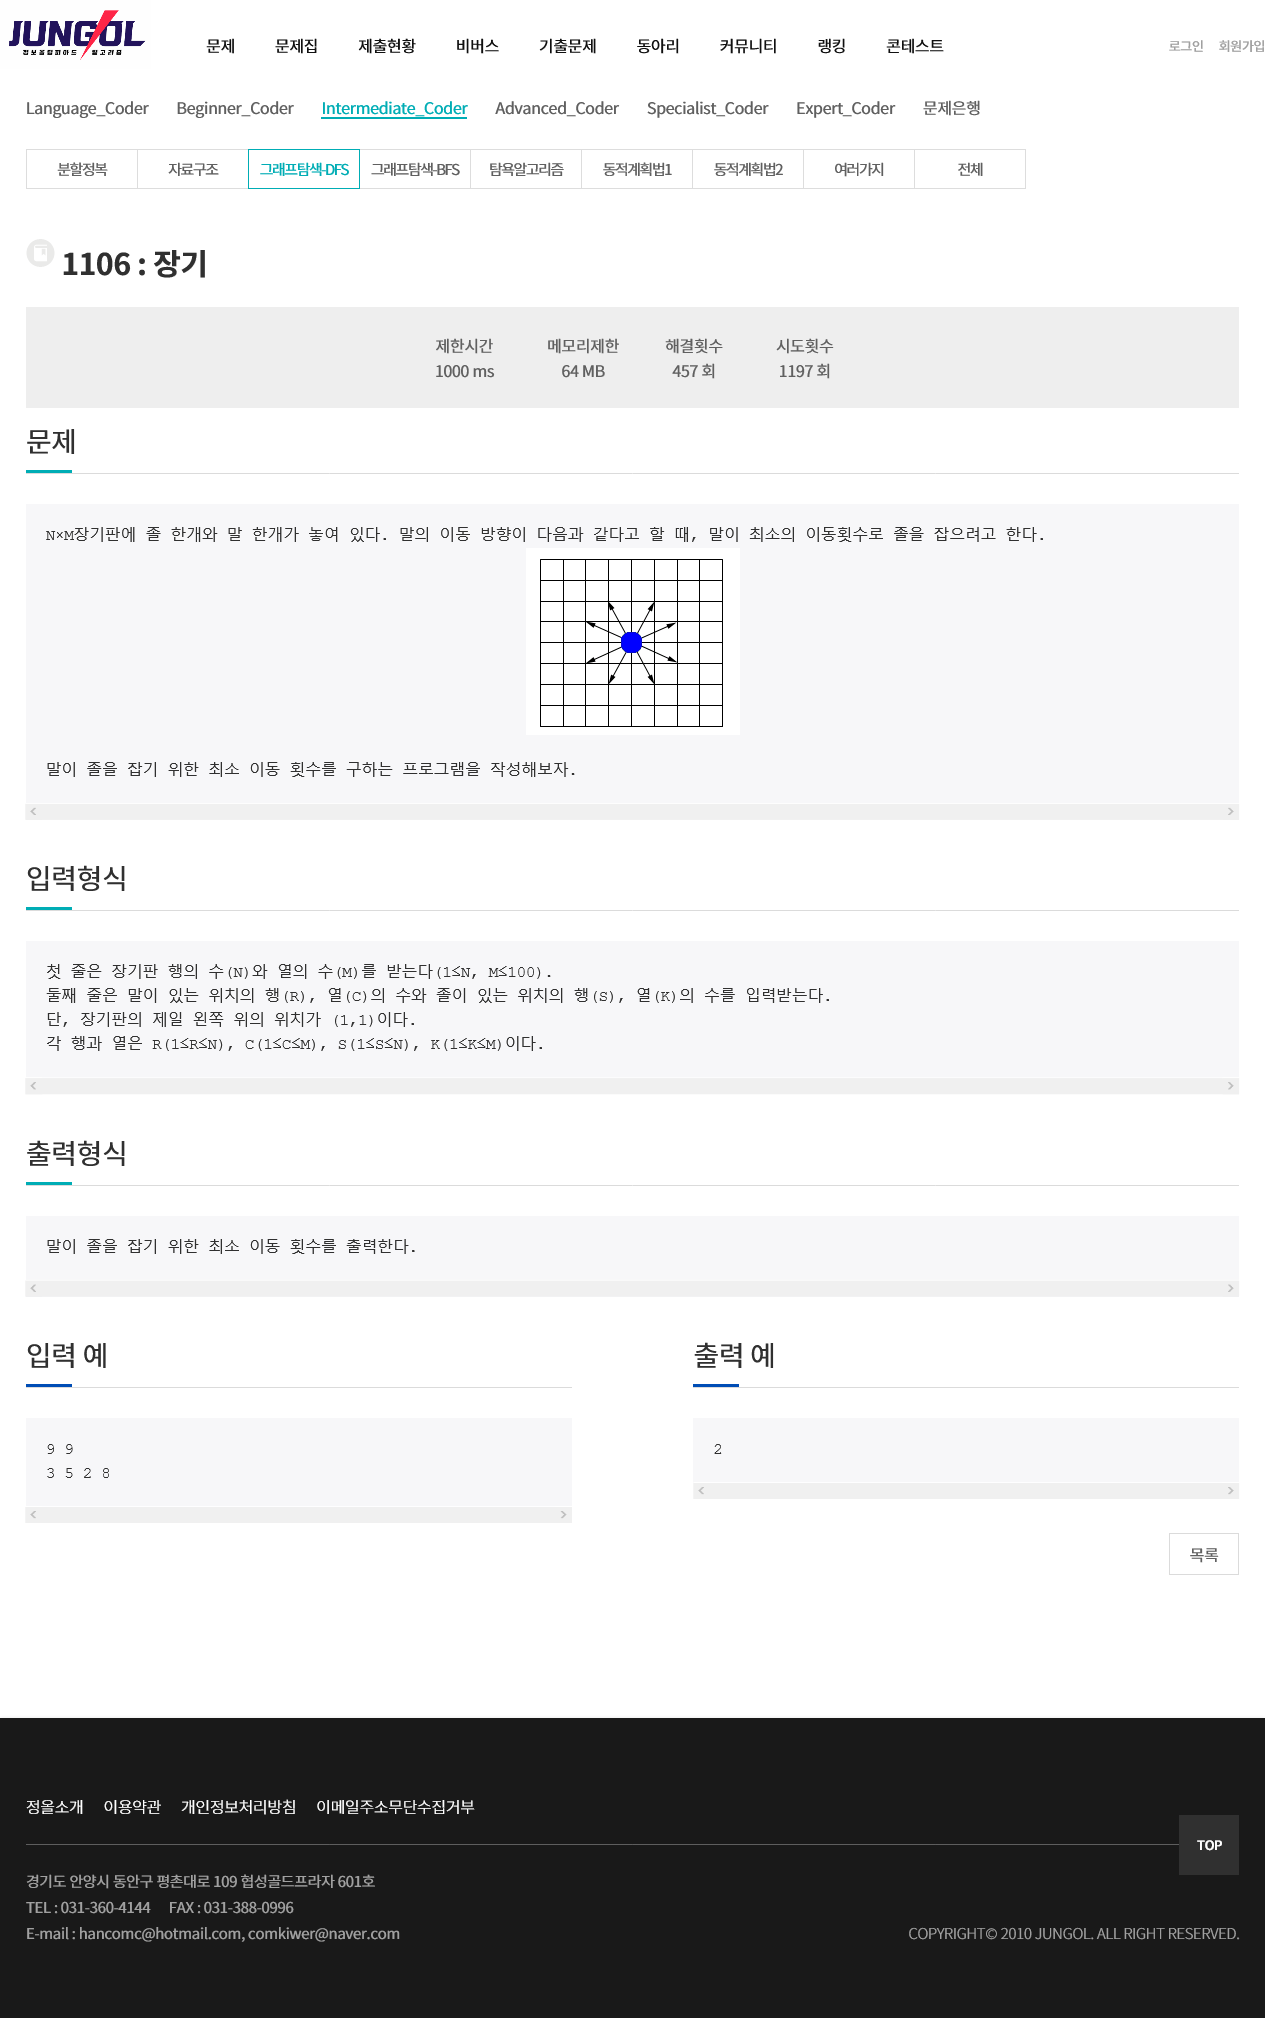 JUNGOL
정보올림피아드 알고리즘
문제 문제집 제출현황 비버스 기출문제 동아리 커뮤니티 랭킹 콘테스트 로그인 회원가입
Language_Coder Beginner_Coder Intermediate_Coder Advanced_Coder Specialist_Coder Expert_Coder 문제은행
분할정복 자료구조 그래프탐색-DFS 그래프탐색-BFS 탐욕알고리즘 동적계획법1 동적계획법2 여러가지 전체
1106 : 장기
제한시간 메모리제한 해결횟수 시도횟수
1000 ms 64 MB 457 회 1197 회
문제
N×M장기판에 졸 한개와 말 한개가 놓여 있다. 말의 이동 방향이 다음과 같다고 할 때, 말이 최소의 이동횟수로 졸을 잡으려고 한다.
말이 졸을 잡기 위한 최소 이동 횟수를 구하는 프로그램을 작성해보자.
입력형식
첫 줄은 장기판 행의 수(N)와 열의 수(M)를 받는다(1≤N, M≤100).
둘째 줄은 말이 있는 위치의 행(R), 열(C)의 수와 졸이 있는 위치의 행(S), 열(K)의 수를 입력받는다.
단, 장기판의 제일 왼쪽 위의 위치가 (1,1)이다.
각 행과 열은 R(1≤R≤N), C(1≤C≤M), S(1≤S≤N), K(1≤K≤M)이다.
출력형식
말이 졸을 잡기 위한 최소 이동 횟수를 출력한다.
입력 예
9 9
3 5 2 8
출력 예
2
목록
정올소개 이용약관 개인정보처리방침 이메일주소무단수집거부
TOP
경기도 안양시 동안구 평촌대로 109 협성골드프라자 601호
TEL : 031-360-4144 FAX : 031-388-0996
E-mail : hancomc@hotmail.com, comkiwer@naver.com
COPYRIGHT© 2010 JUNGOL. ALL RIGHT RESERVED.